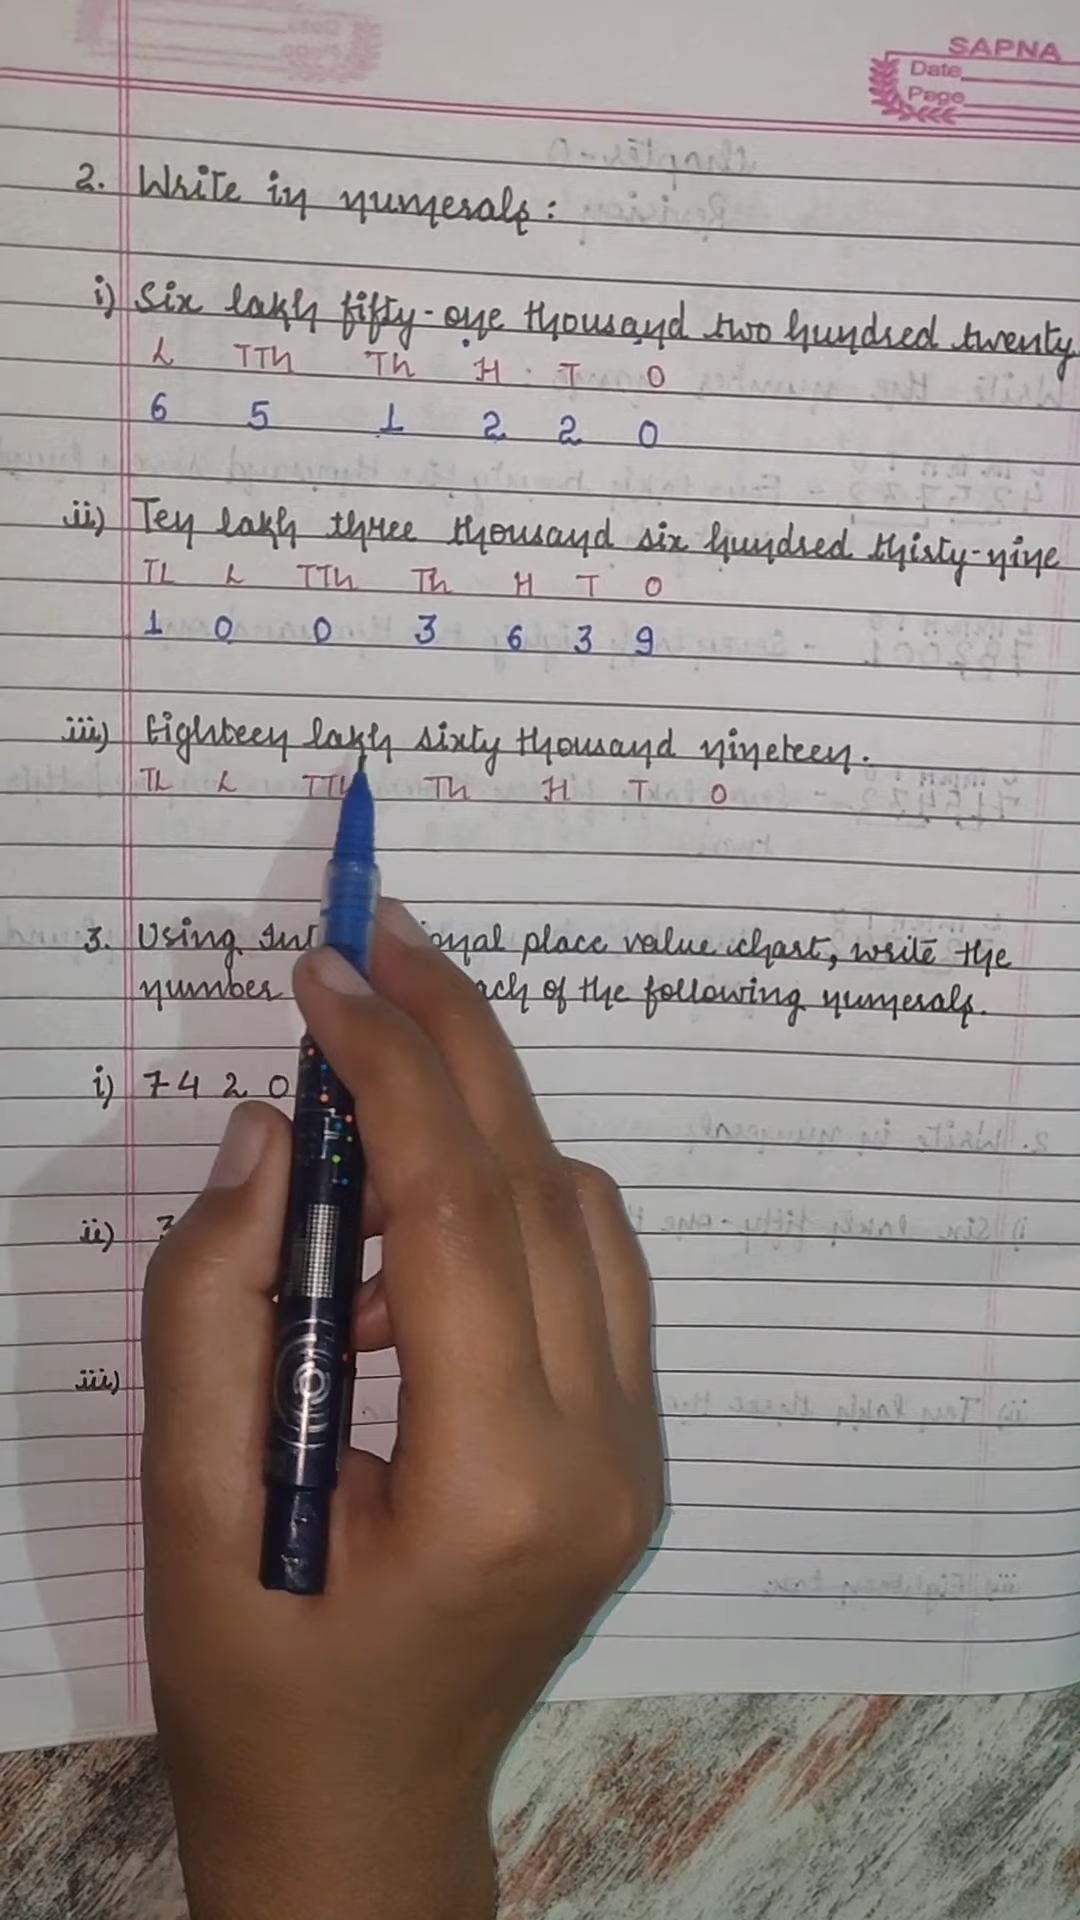 SAPNA
Date
Page
2. Write in numerals:
i) Six lakh fifty-one thousand two hundred twenty.
L TTh Th H T O
6 5 1 2 2 0
ii) Ten lakh three thousand six hundred thirty-nine
TL L TTh Th H T O
1 0 0 3 6 3 9
iii) Eighteen lakh sixty thousand nineteen.
TL L TTh Th H T O
3. Using place value chart, write the
number of the following numerals.
i) 7 4 2 0
ii) 3
iii)